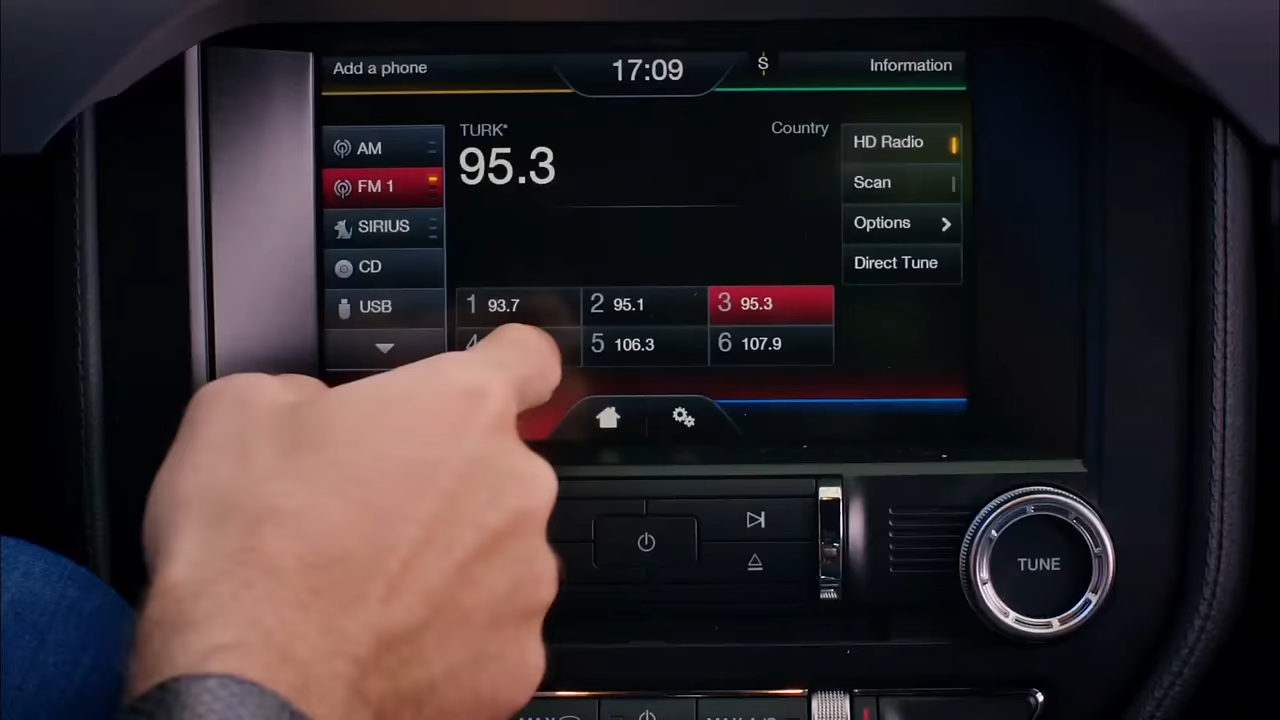 Add a phone
17:09
$
Information
AM
FM 1
SIRIUS
CD
USB
TURK*
95.3
Country
HD Radio
Scan
Options
Direct Tune
1 93.7
2 95.1
3 95.3
4
5 106.3
6 107.9
TUNE